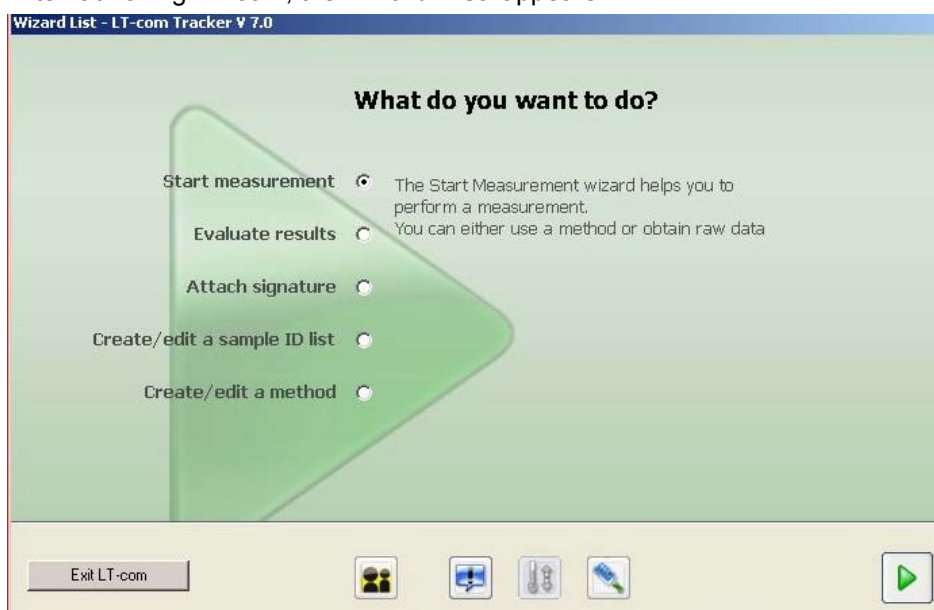 Wizard List - LT-com Tracker V 7.0
What do you want to do?
Start measurement
The Start Measurement wizard helps you to
perform a measurement.
You can either use a method or obtain raw data
Evaluate results
Attach signature
Create/edit a sample ID list
Create/edit a method
Exit LT-com